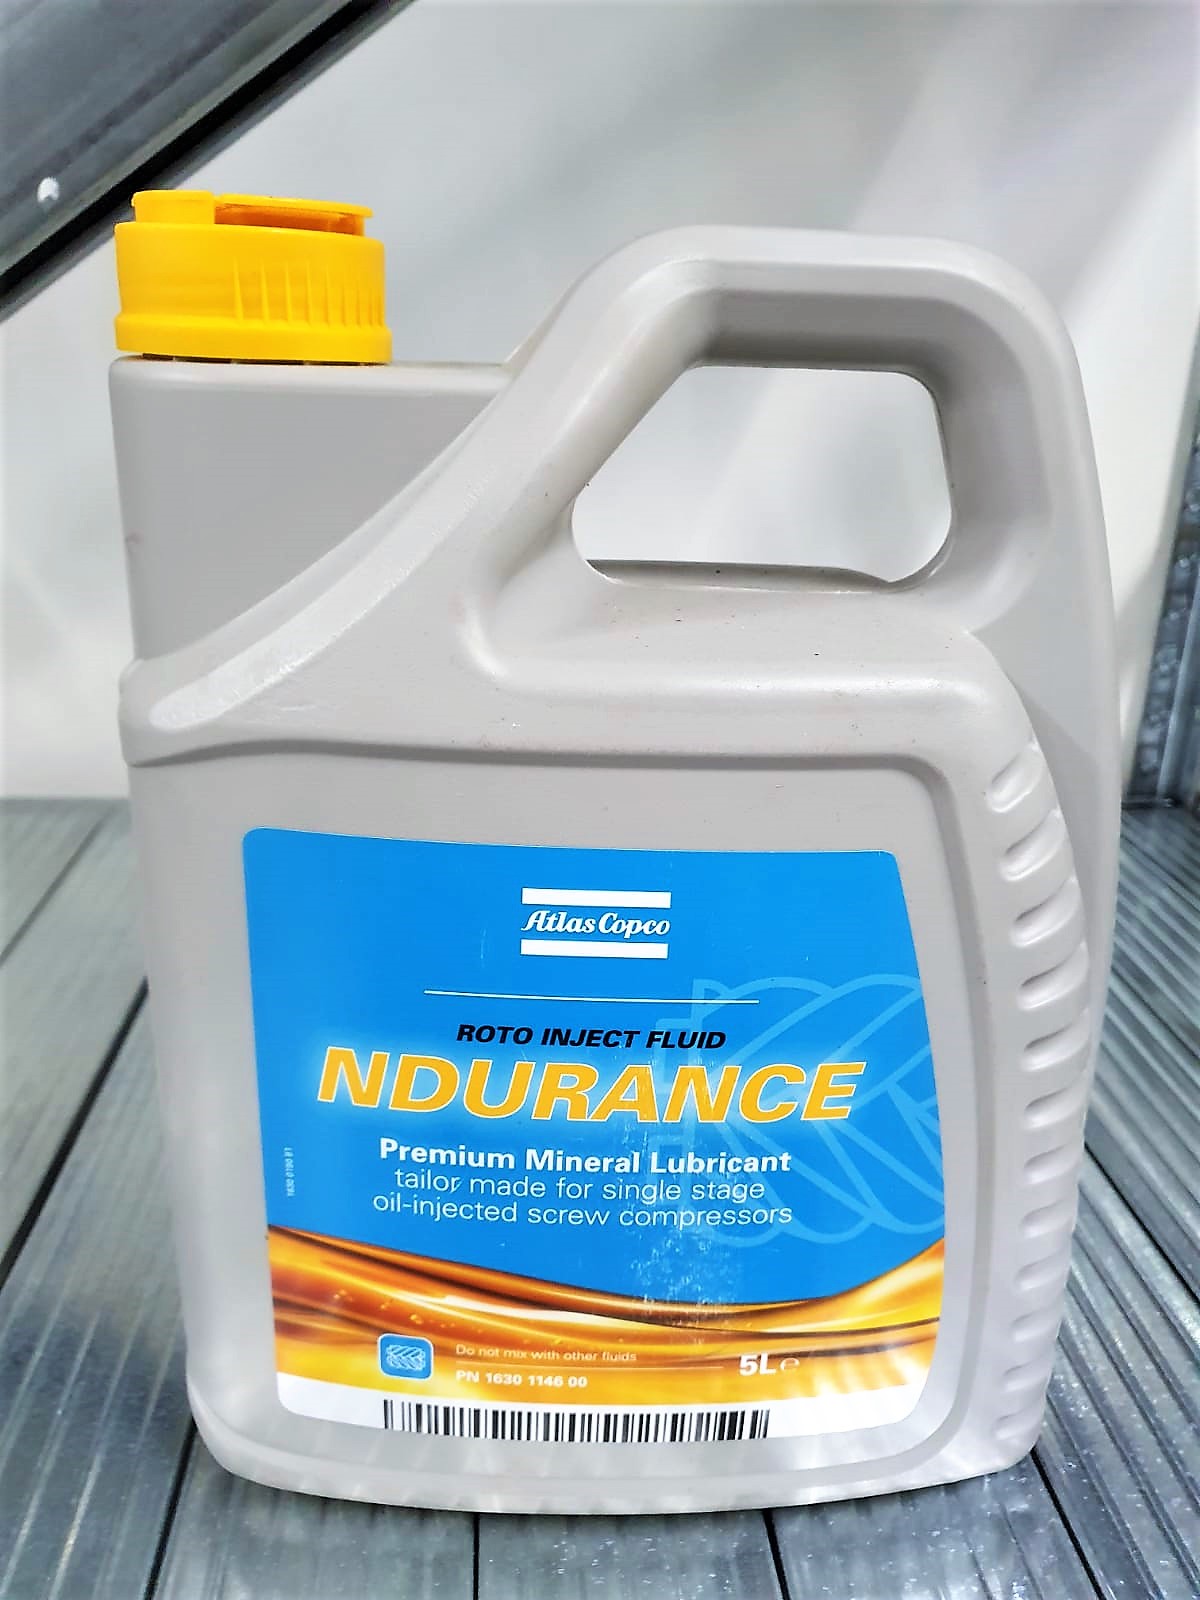 Atlas Copco
ROTO INJECT FLUID
NDURANCE
Premium Mineral Lubricant
tailor made for single stage
oil-injected screw compressors
Do not mix with other fluids
PN 1630 1146 00
5L ℮